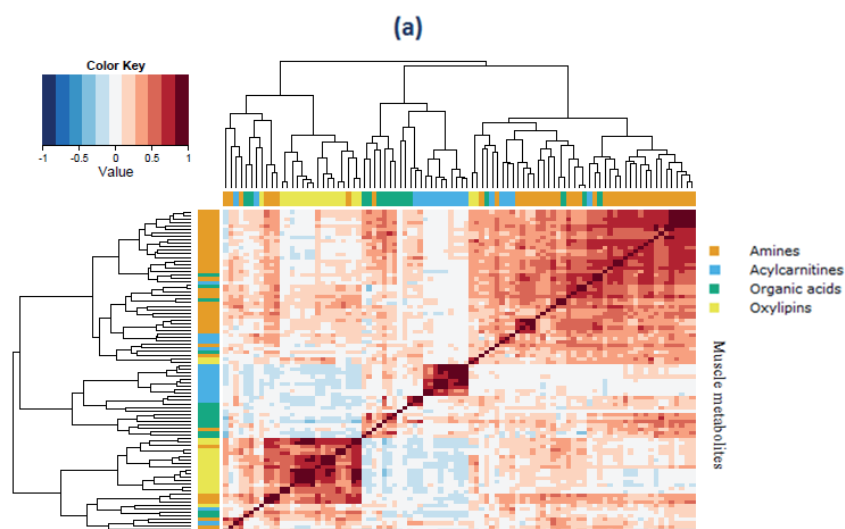 (a)
Color Key
-1 -0.5 0 0.5 1
Value
Amines
Acylcarnitines
Organic acids
Oxylipins
Muscle metabolites